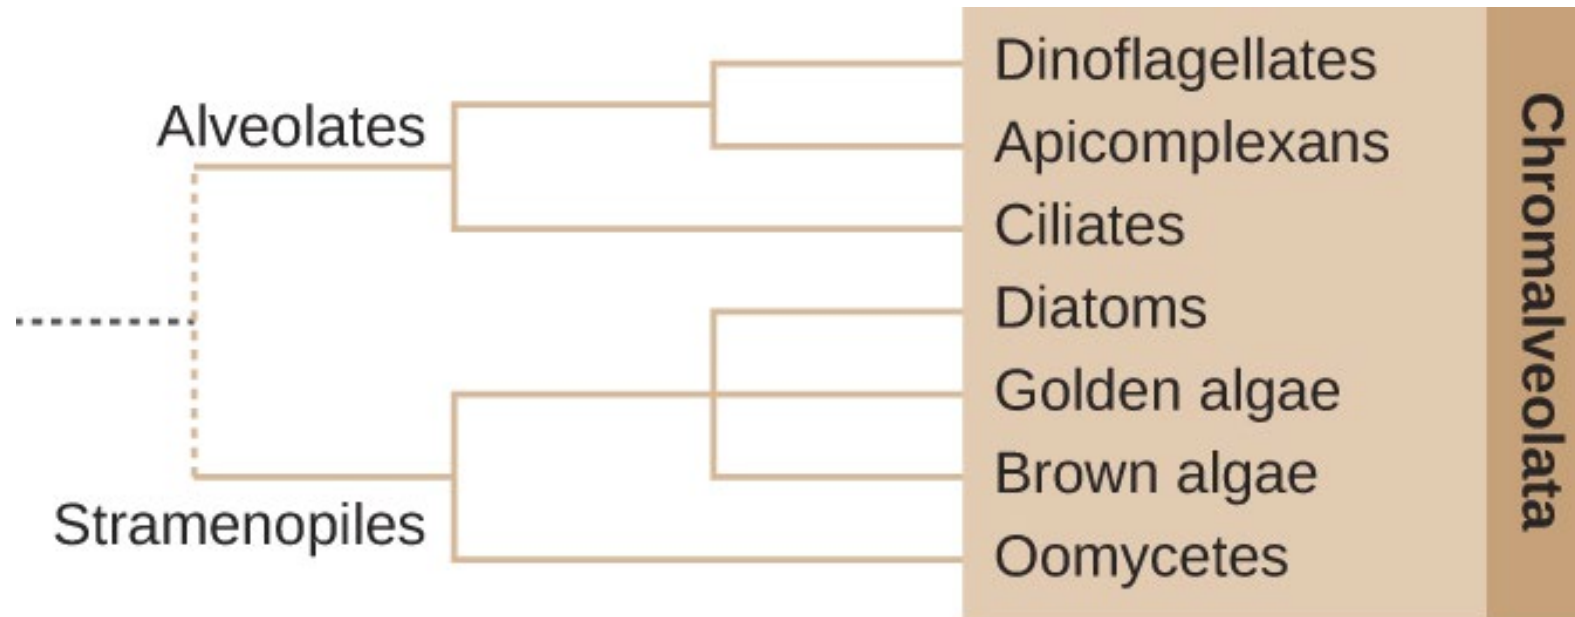 Alveolates
Stramenopiles
Dinoflagellates
Apicomplexans
Ciliates
Diatoms
Golden algae
Brown algae
Oomycetes
Chromalveolata